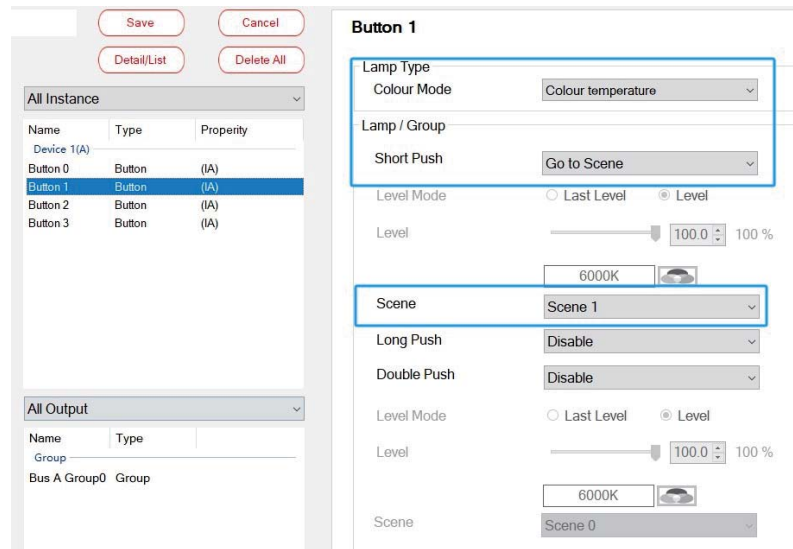 Save Cancel
Detail/List Delete All
All Instance
Name Type Properity
Device 1(A)
Button 0 Button (IA)
Button 1 Button (IA)
Button 2 Button (IA)
Button 3 Button (IA)
All Output
Name Type
Group
Bus A Group0 Group
Button 1
Lamp Type
Colour Mode Colour temperature
Lamp / Group
Short Push Go to Scene
Level Mode Last Level Level
Level 100.0 100 %
6000K
Scene Scene 1
Long Push Disable
Double Push Disable
Level Mode Last Level Level
Level 100.0 100 %
6000K
Scene Scene 0